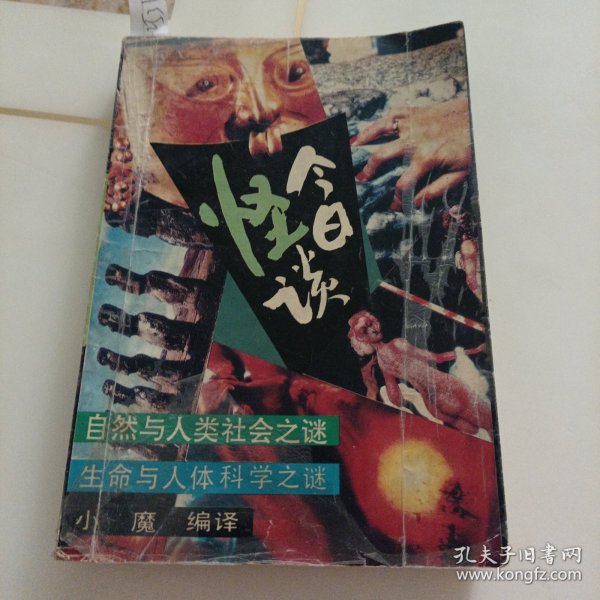 今日
怪谈
自然与人类社会之谜
生命与人体科学之谜
小魔 编译
孔夫子旧书网
www.kongfz.com